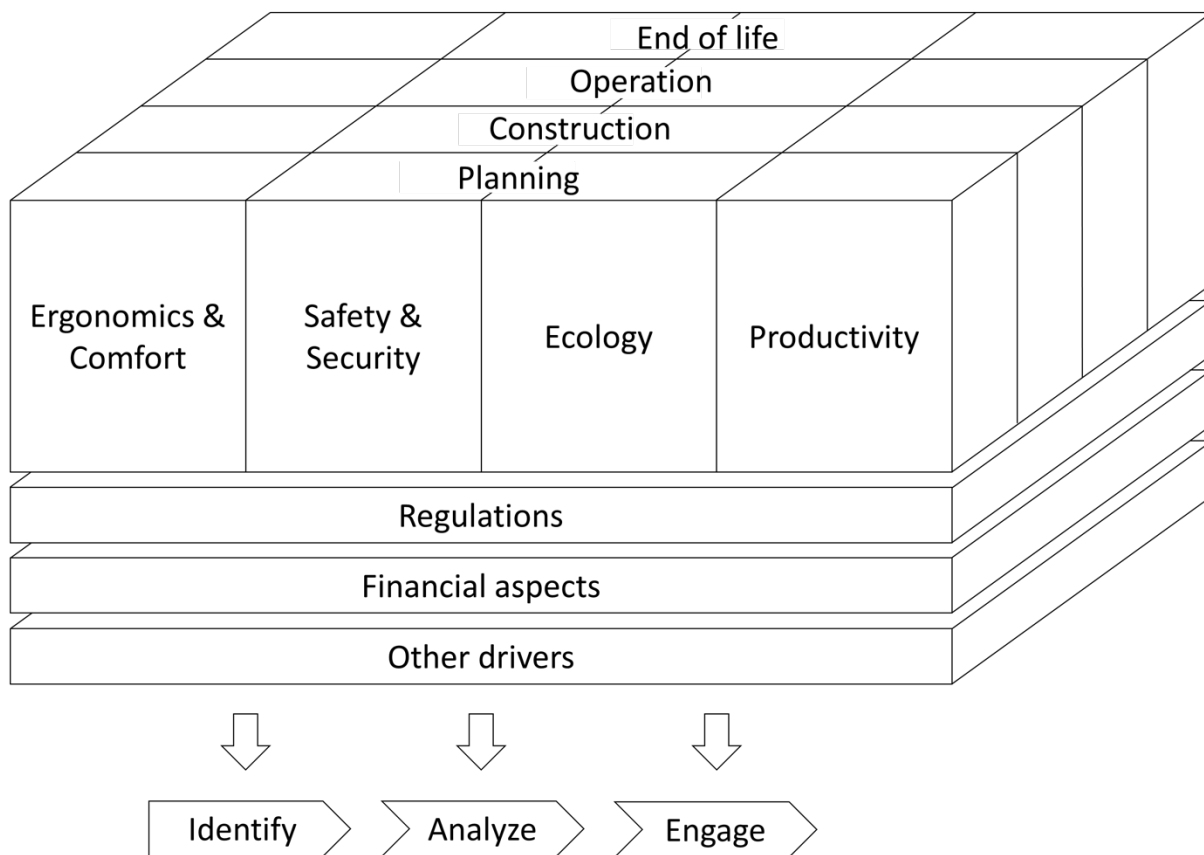 End of life
Operation
Construction
Planning
Ergonomics &
Comfort
Safety &
Security
Ecology
Productivity
Regulations
Financial aspects
Other drivers
Identify
Analyze
Engage